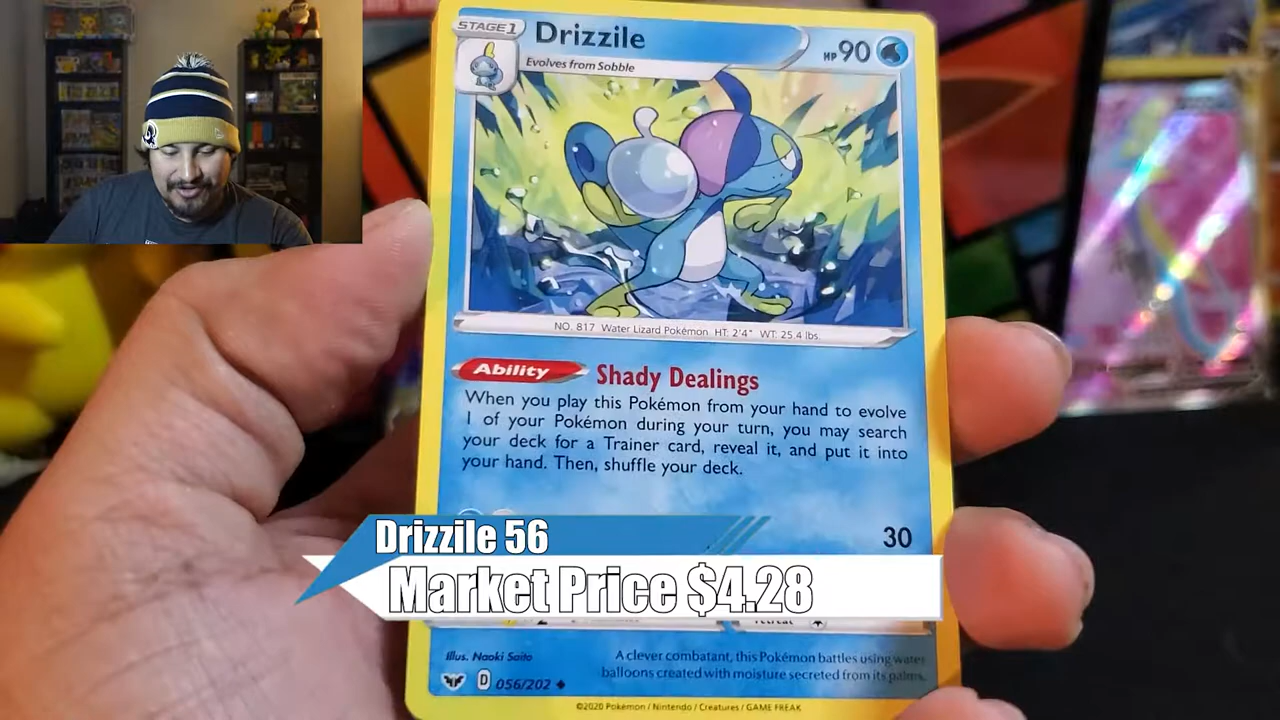 STAGE 1
Drizzile
HP 90
Evolves from Sobble
NO. 817 Water Lizard Pokémon HT: 2'4" WT: 25.4 lbs.
Ability Shady Dealings
When you play this Pokémon from your hand to evolve
1 of your Pokémon during your turn, you may search
your deck for a Trainer card, reveal it, and put it into
your hand. Then, shuffle your deck.
30
Drizzile 56
Market Price $4.28
Illus. Naoki Saito
A clever combatant, this Pokémon battles using water
balloons created with moisture secreted from its palms.
D 056/202
©2020 Pokémon / Nintendo / Creatures / GAME FREAK